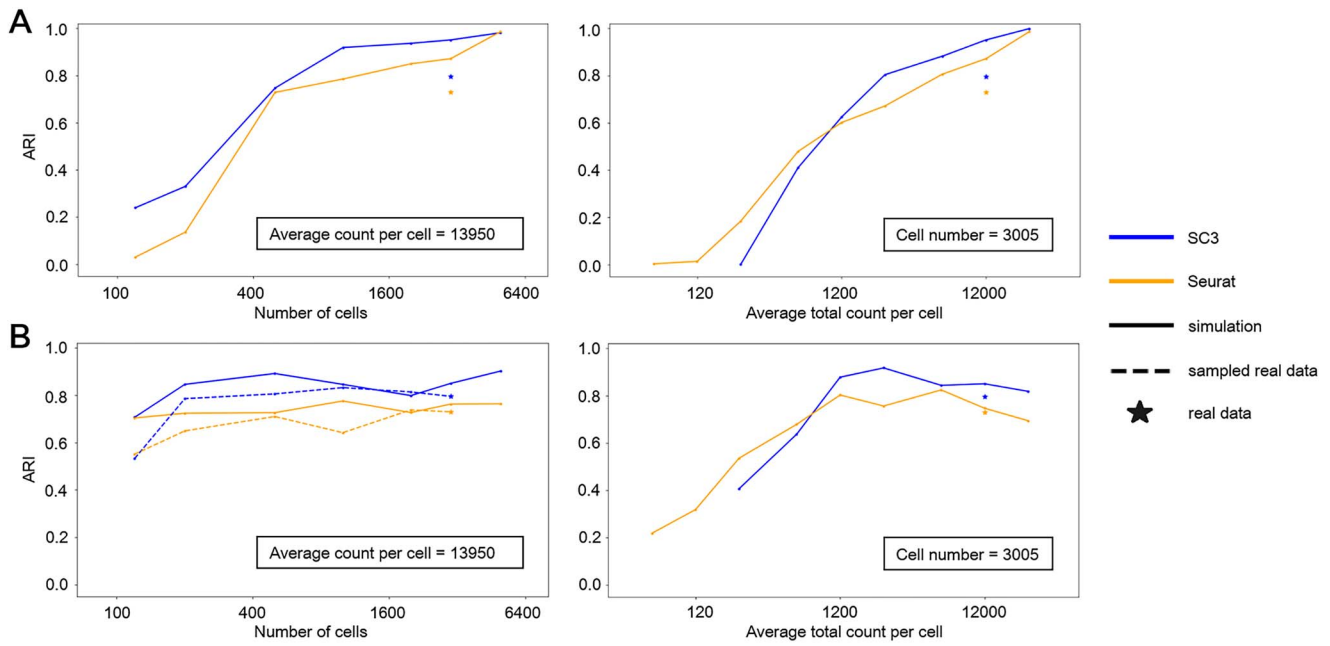 A
1.0
0.8
0.6
0.4
0.2
0.0
ARI
Average count per cell = 13950
100
400
1600
6400
Number of cells
1.0
0.8
0.6
0.4
0.2
0.0
Cell number = 3005
120
1200
12000
Average total count per cell
B
1.0
0.8
0.6
0.4
0.2
0.0
ARI
Average count per cell = 13950
100
400
1600
6400
Number of cells
1.0
0.8
0.6
0.4
0.2
0.0
Cell number = 3005
120
1200
12000
Average total count per cell
SC3
Seurat
simulation
sampled real data
real data